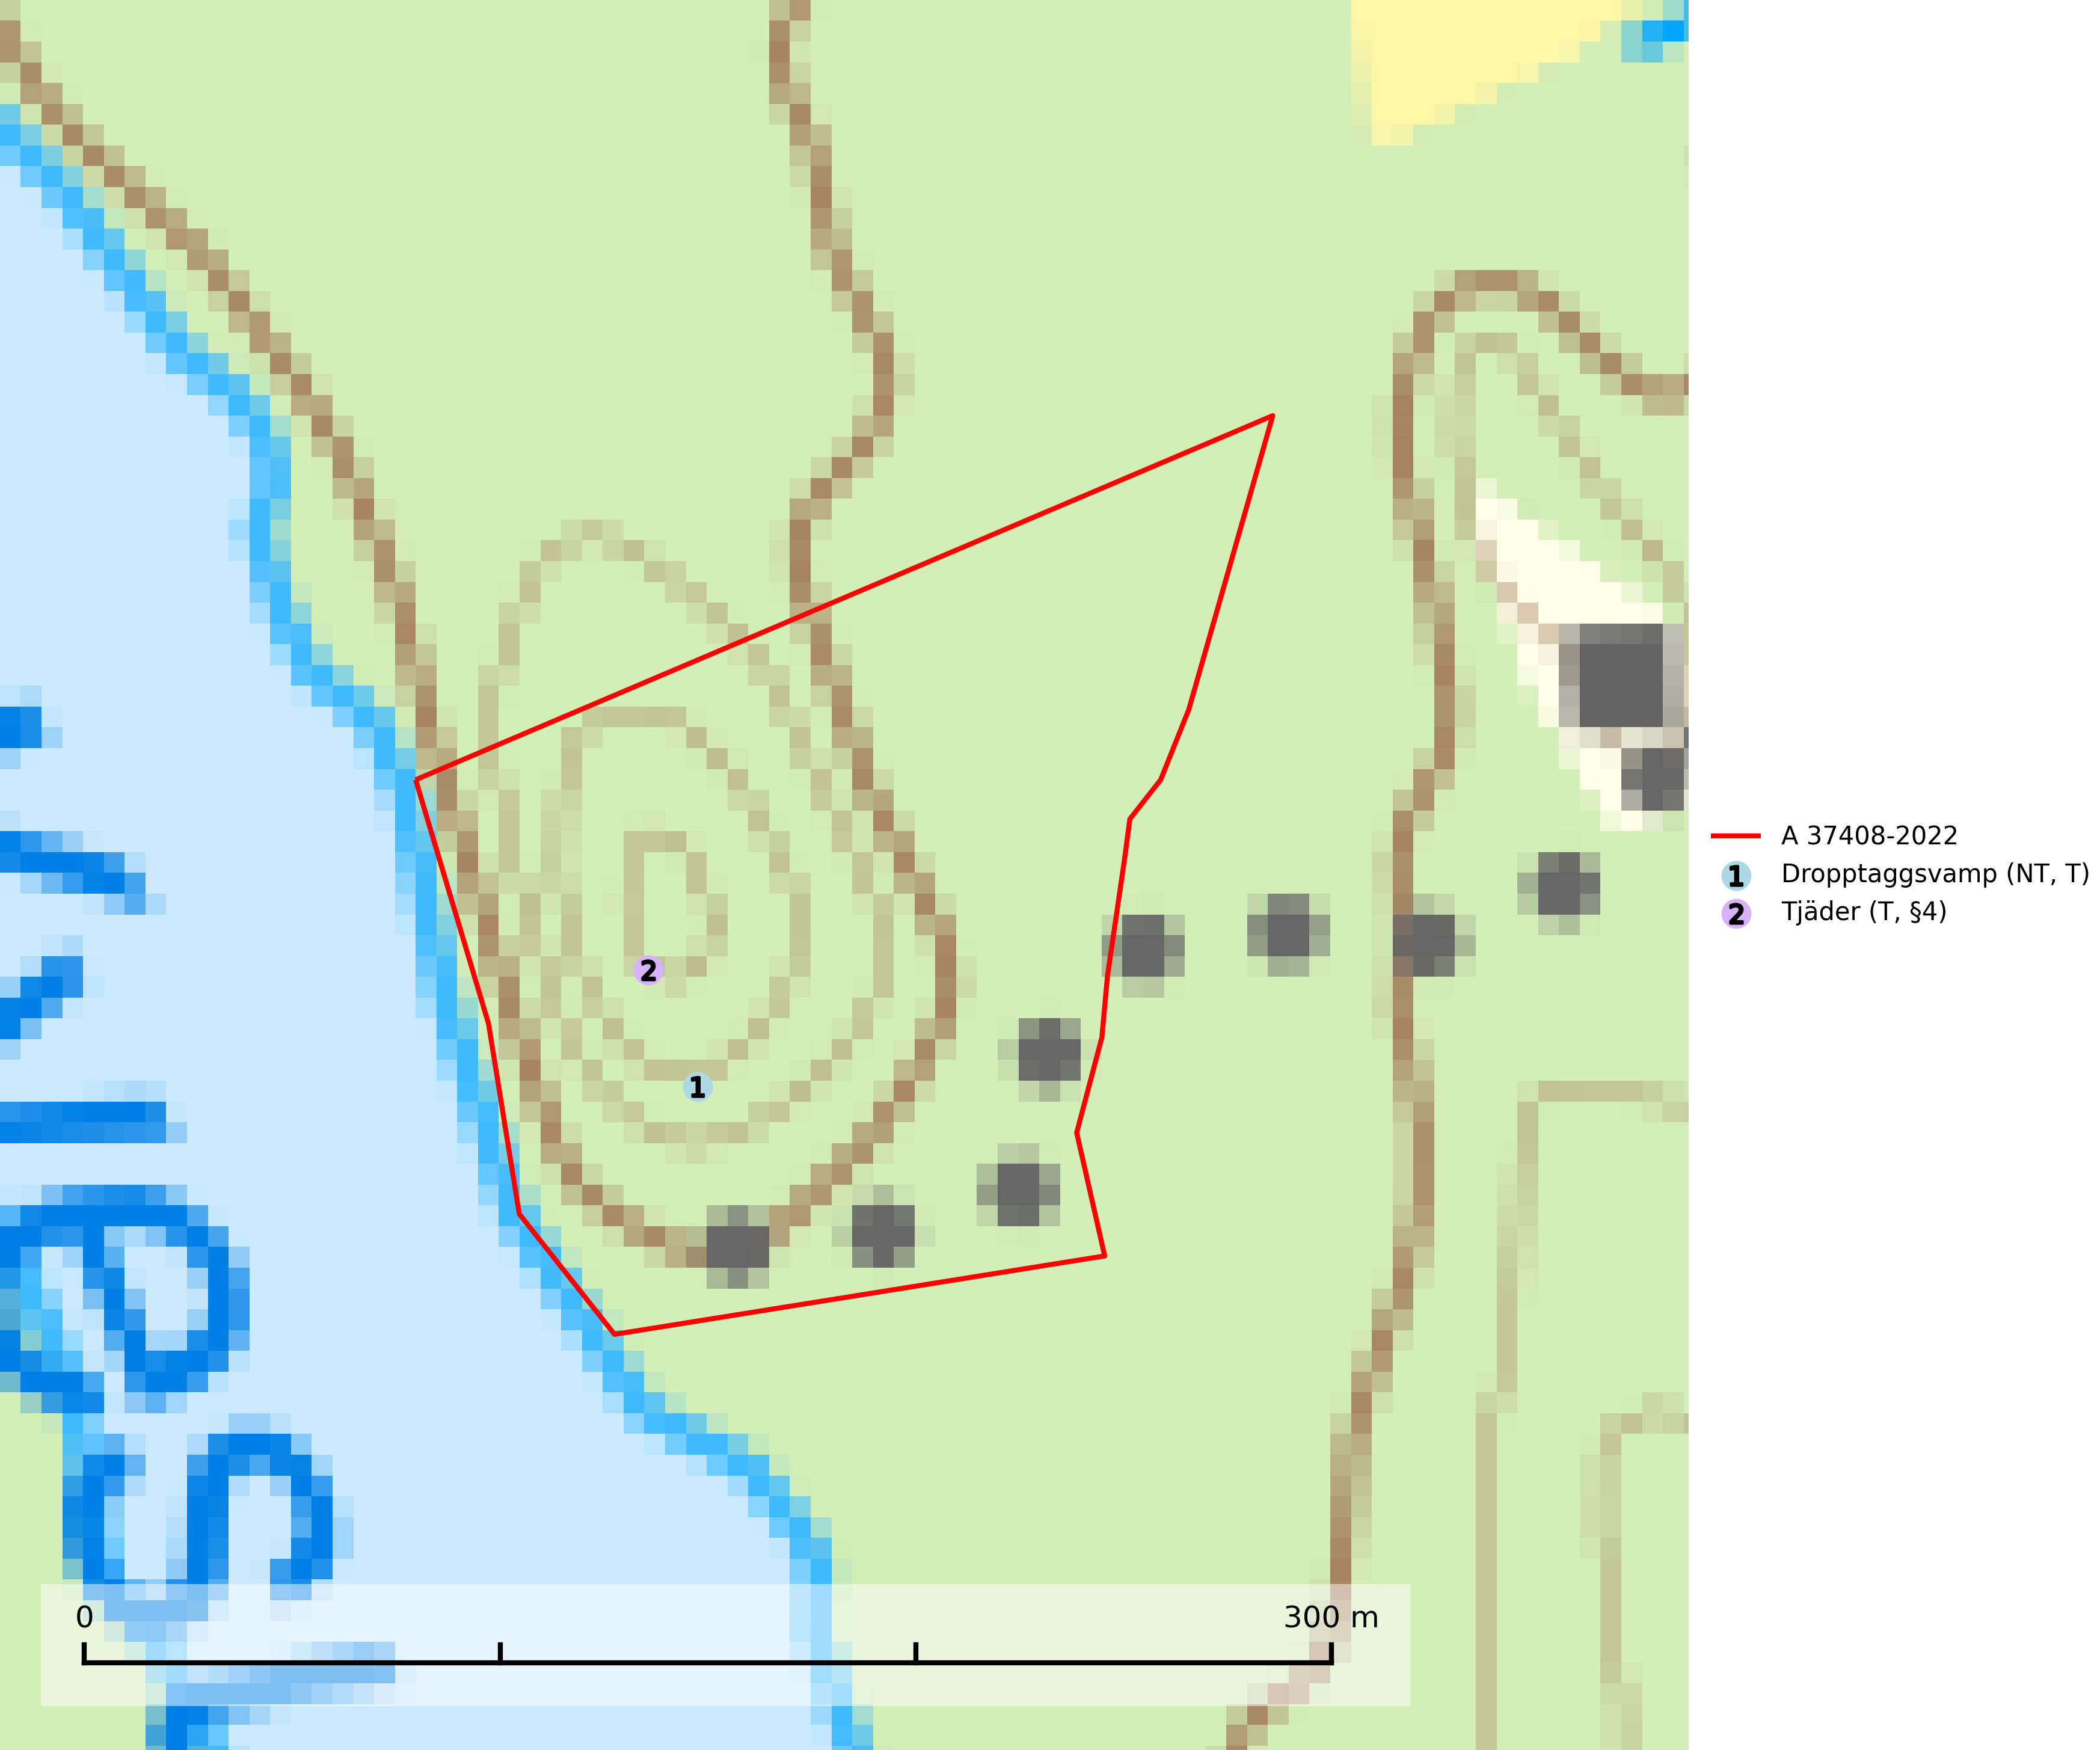 A 37408-2022
1 Dropptaggsvamp (NT, T)
2 Tjäder (T, §4)
2
1
0 300 m